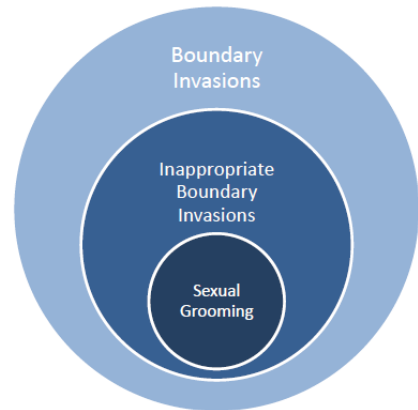 Boundary
Invasions
Inappropriate
Boundary
Invasions
Sexual
Grooming